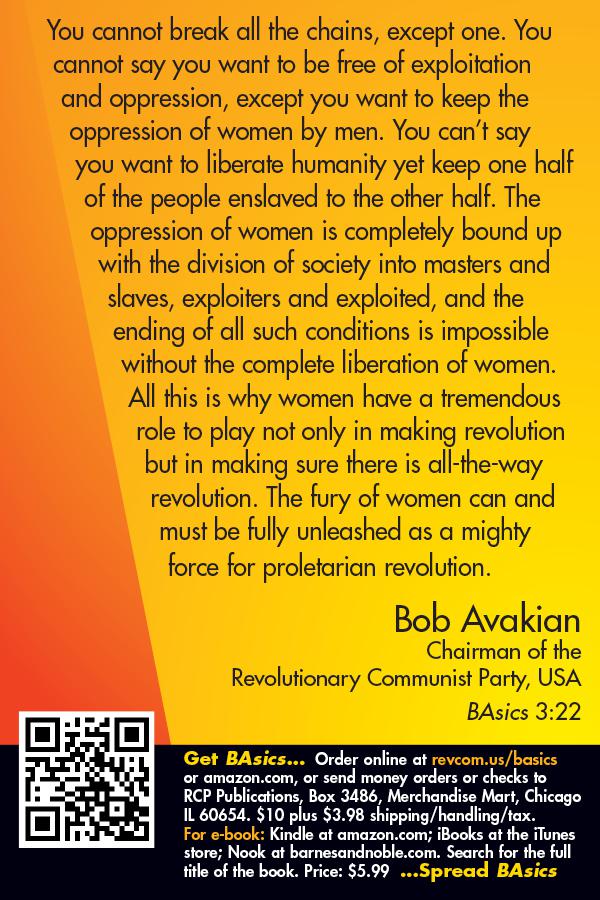 You cannot break all the chains, except one. You
cannot say you want to be free of exploitation
and oppression, except you want to keep the
oppression of women by men. You can’t say
you want to liberate humanity yet keep one half
of the people enslaved to the other half. The
oppression of women is completely bound up
with the division of society into masters and
slaves, exploiters and exploited, and the
ending of all such conditions is impossible
without the complete liberation of women.
All this is why women have a tremendous
role to play not only in making revolution
but in making sure there is all-the-way
revolution. The fury of women can and
must be fully unleashed as a mighty
force for proletarian revolution.
Bob Avakian
Chairman of the
Revolutionary Communist Party, USA
BAsics 3:22
Get BAsics... Order online at revcom.us/basics
or amazon.com, or send money orders or checks to
RCP Publications, Box 3486, Merchandise Mart, Chicago
IL 60654. $10 plus $3.98 shipping/handling/tax.
For e-book: Kindle at amazon.com; iBooks at the iTunes
store; Nook at barnesandnoble.com. Search for the full
title of the book. Price: $5.99 ...Spread BAsics